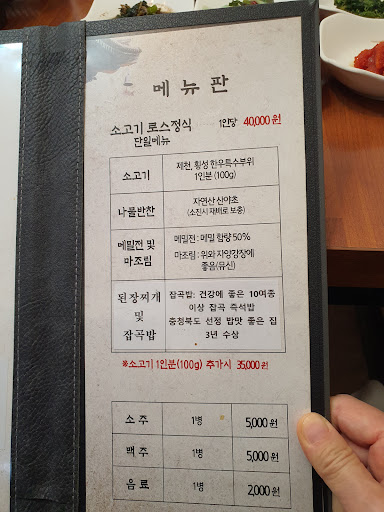 메뉴판
소고기 로스정식 1인당 40,000원
단일메뉴
소고기 제천, 횡성 한우특수부위
1인분 (100g)
나물반찬 자연산 산야초
(소진시 재배로 보충)
메밀전 및 마조림 메밀전 : 메밀 함량 50%
마조림 : 위와 자양강장에
좋음(뮤신)
된장찌개 및 잡곡밥 잡곡밥: 건강에 좋은 10여종
이상 잡곡 즉석밥
충청북도 선정 밥맛 좋은 집
3년 수상
※소고기 1인분(100g) 추가시 35,000원
소주 1병 5,000원
맥주 1병 5,000원
음료 1병 2,000원